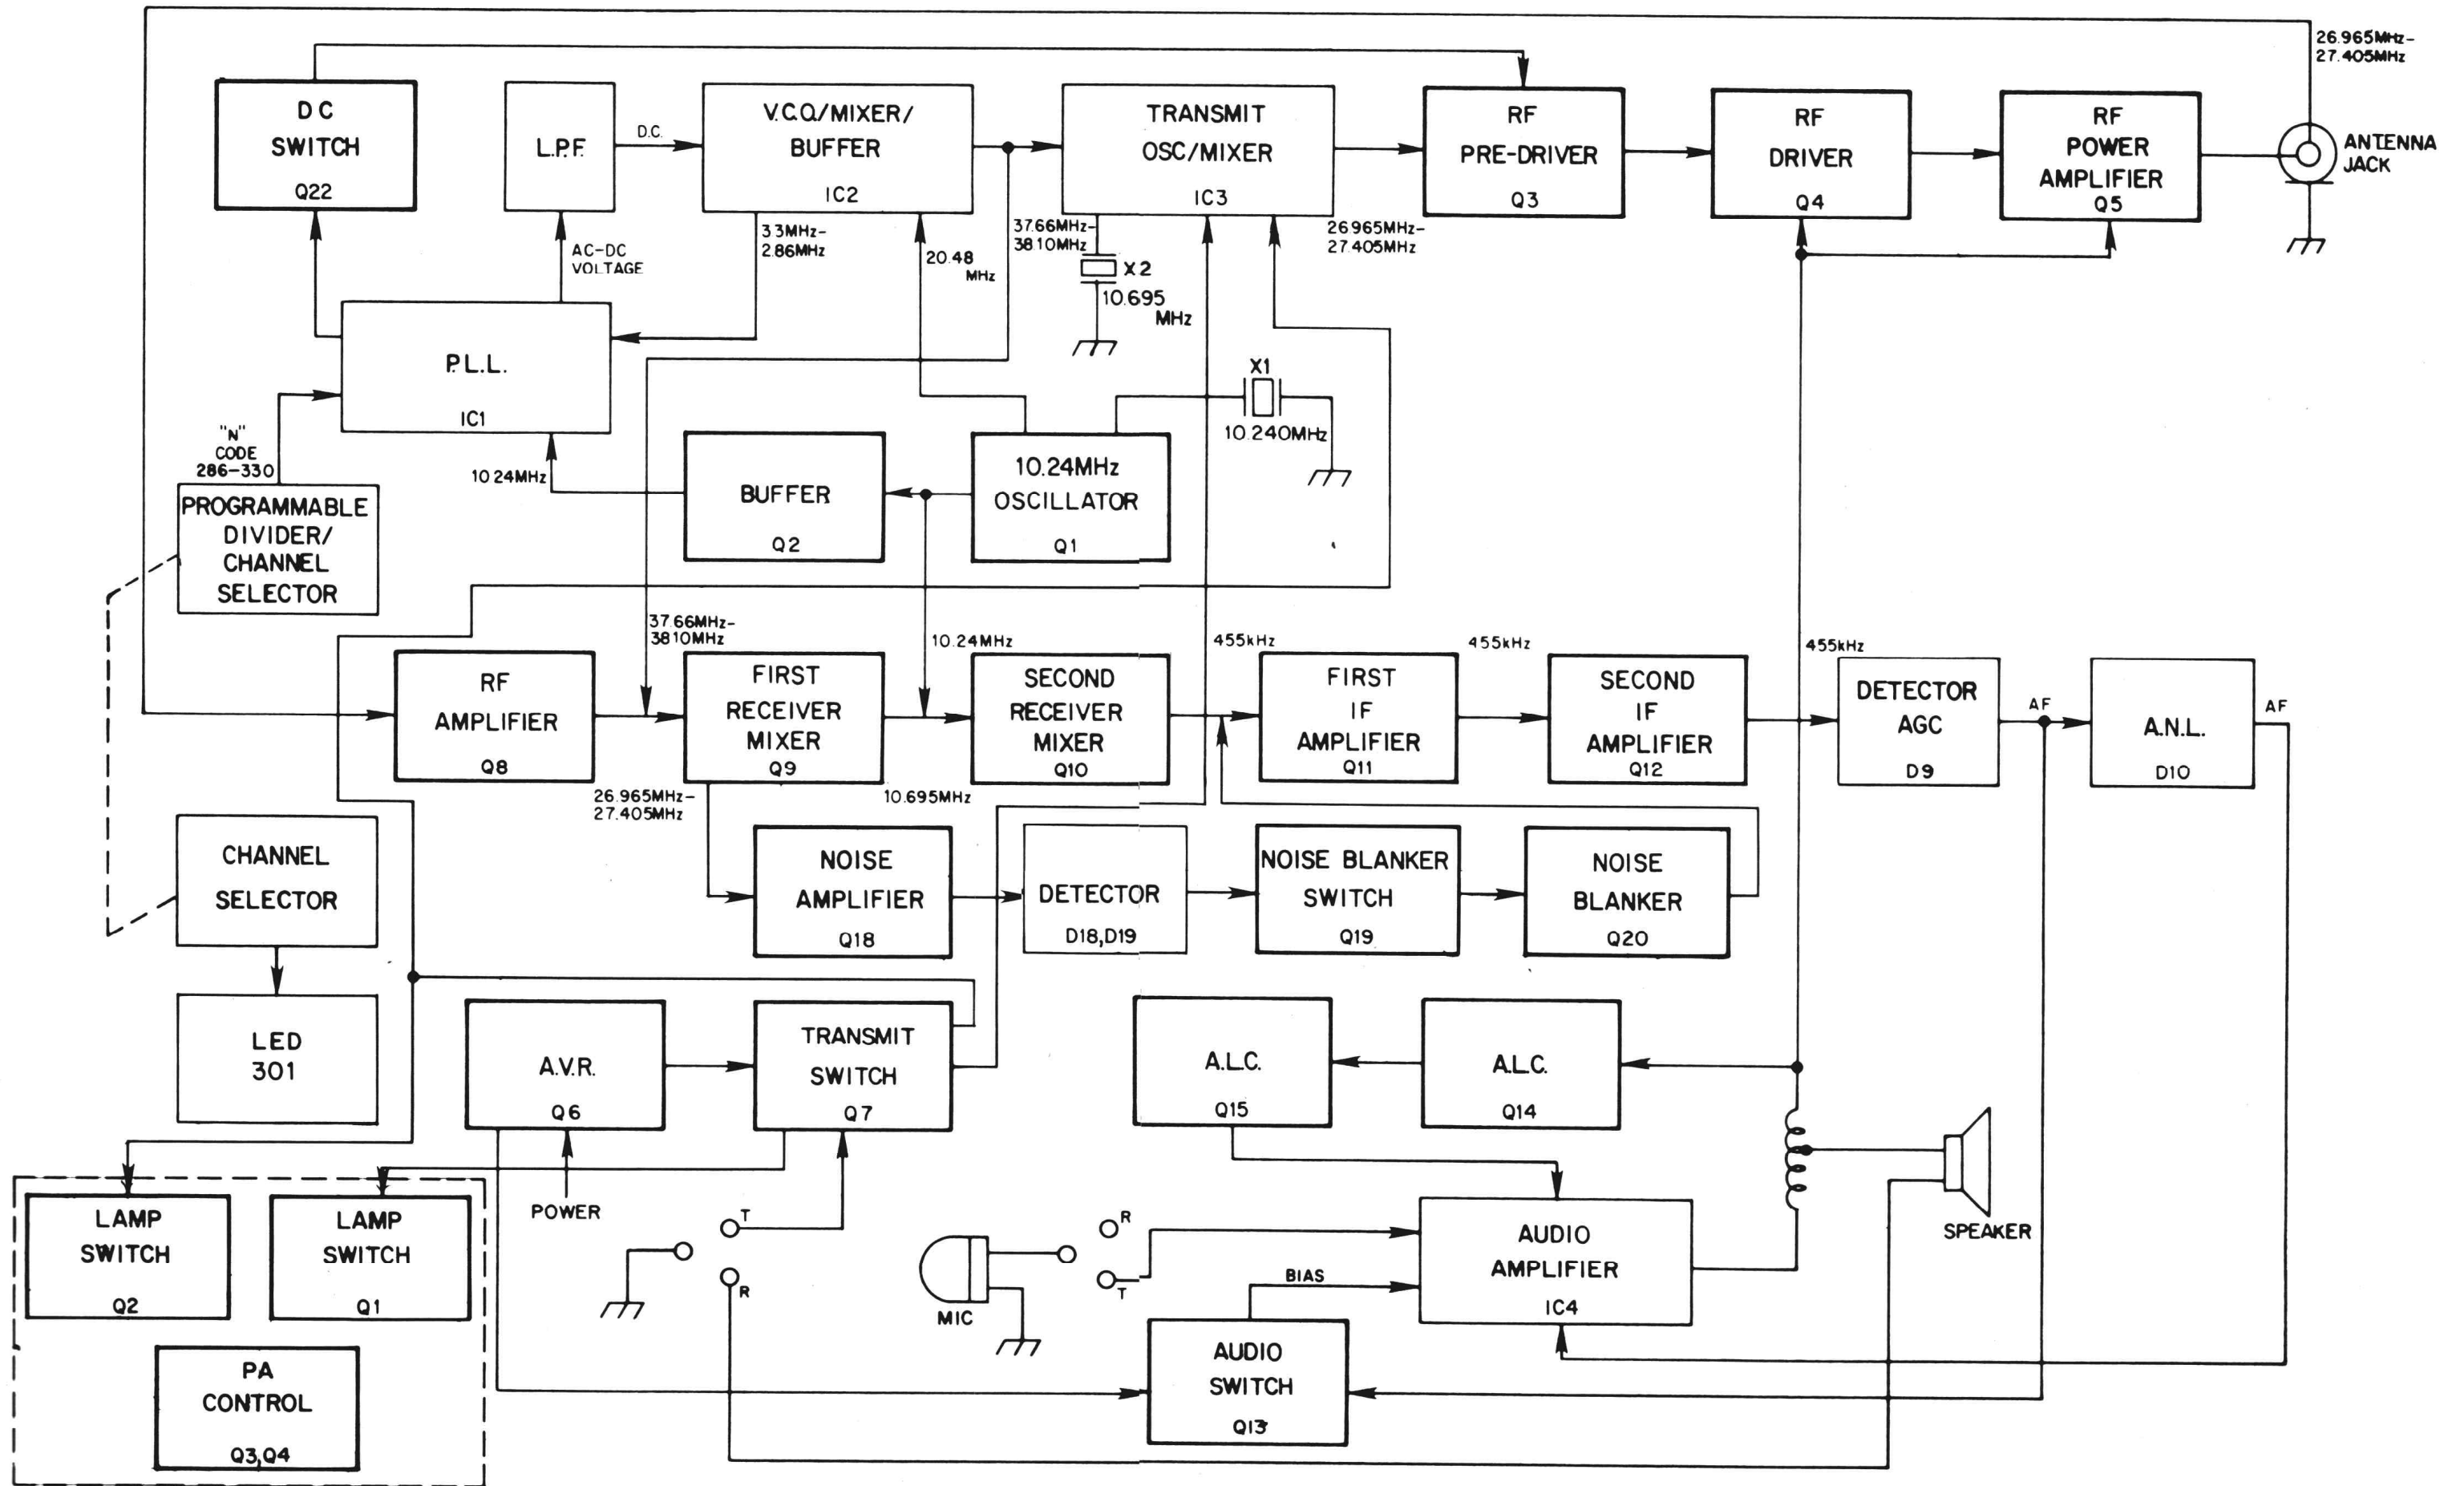 26.965MHz-
27.405MHz
DC
SWITCH
Q22
L.P.F.
D.C.
V.C.O/MIXER/
BUFFER
IC2
TRANSMIT
OSC/MIXER
IC3
RF
PRE-DRIVER
Q3
RF
DRIVER
Q4
RF
POWER
AMPLIFIER
Q5
ANTENNA
JACK
AC-DC
VOLTAGE
3.3MHz-
2.86MHz
20.48
MHz
37.66MHz-
38.10MHz
X2
10.695
MHz
26.965MHz-
27.405MHz
P.L.L.
IC1
X1
10.240MHz
"N"
CODE
286-330
10.24MHz
BUFFER
Q2
10.24MHz
OSCILLATOR
Q1
PROGRAMMABLE
DIVIDER/
CHANNEL
SELECTOR
37.66MHz-
38.10MHz
10.24MHz
455kHz
455kHz
455kHz
RF
AMPLIFIER
Q8
FIRST
RECEIVER
MIXER
Q9
SECOND
RECEIVER
MIXER
Q10
FIRST
IF
AMPLIFIER
Q11
SECOND
IF
AMPLIFIER
Q12
DETECTOR
AGC
D9
AF
A.N.L.
D10
AF
26.965MHz-
27.405MHz
10.695MHz
CHANNEL
SELECTOR
NOISE
AMPLIFIER
Q18
DETECTOR
D18,D19
NOISE BLANKER
SWITCH
Q19
NOISE
BLANKER
Q20
LED
301
A.V.R.
Q6
TRANSMIT
SWITCH
Q7
A.L.C.
Q15
A.L.C.
Q14
POWER
T
R
MIC
R
T
BIAS
AUDIO
AMPLIFIER
IC4
SPEAKER
LAMP
SWITCH
Q2
LAMP
SWITCH
Q1
PA
CONTROL
Q3,Q4
AUDIO
SWITCH
Q13